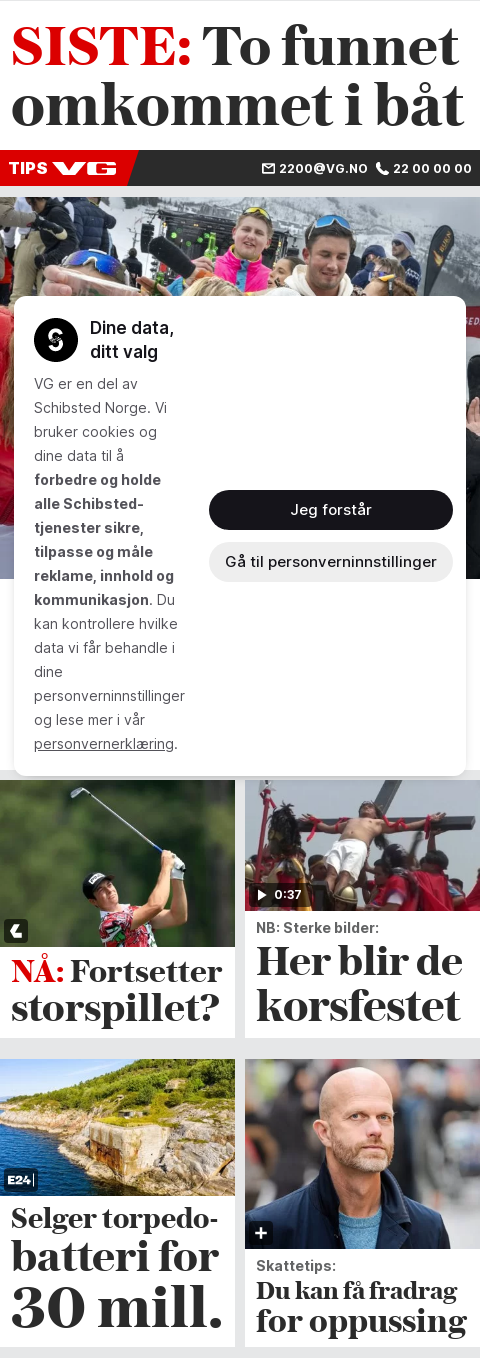 SISTE: To funnet
omkommet i båt
TIPS VG 2200@VG.NO 22 00 00 00
Dine data,
ditt valg
VG er en del av
Schibsted Norge. Vi
bruker cookies og
dine data til å
forbedre og holde
alle Schibsted-
tjenester sikre,
tilpasse og måle
reklame, innhold og
kommunikasjon. Du
kan kontrollere hvilke
data vi får behandle i
dine
personverninnstillinger
og lese mer i vår
personvernerklæring.
Jeg forstår
Gå til personverninnstillinger
NÅ: Fortsetter
storspillet?
0:37
NB: Sterke bilder:
Her blir de
korsfestet
E24
Selger torpedo-
batteri for
30 mill.
Skattetips:
Du kan få fradrag
for oppussing